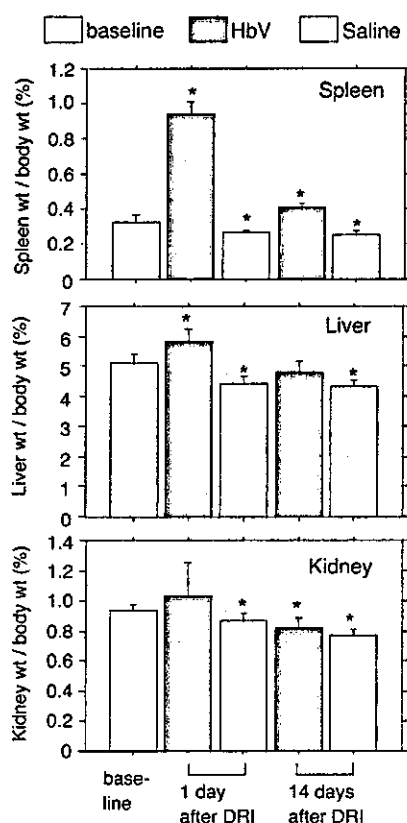 baseline HbV Saline
Spleen wt / body wt (%)
1.2
1.0
0.8
0.6
0.4
0.2
0
Spleen
*
*
*
*
Liver wt / body wt (%)
7
6
5
4
3
2
1
0
Liver
*
*
*
Kidney wt / body wt (%)
1.4
1.2
1.0
0.8
0.6
0.4
0.2
0
Kidney
*
*
*
base-
line
1 day
after DRI
14 days
after DRI